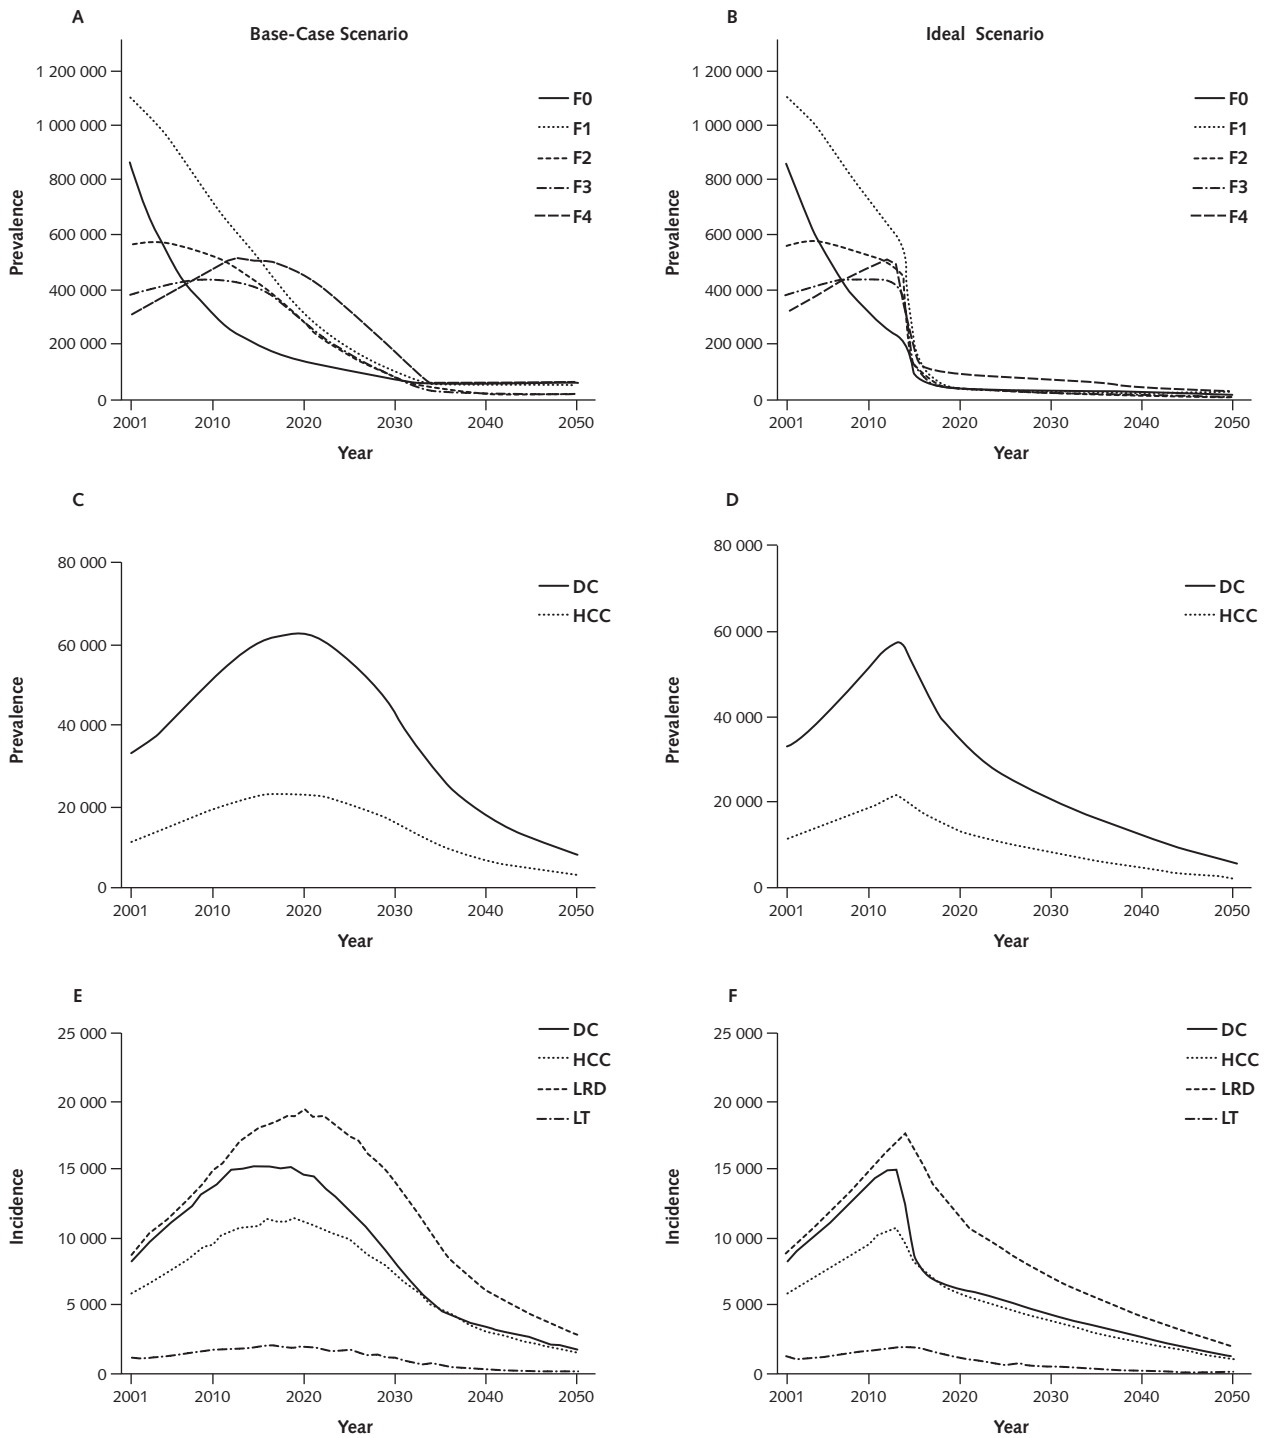 A
Base-Case Scenario
1 200 000
1 000 000
800 000
600 000
400 000
200 000
0
Prevalence
2001 2010 2020 2030 2040 2050
Year
F0
F1
F2
F3
F4
B
Ideal Scenario
1 200 000
1 000 000
800 000
600 000
400 000
200 000
0
Prevalence
2001 2010 2020 2030 2040 2050
Year
F0
F1
F2
F3
F4
C
80 000
60 000
40 000
20 000
0
Prevalence
2001 2010 2020 2030 2040 2050
Year
DC
HCC
D
80 000
60 000
40 000
20 000
0
Prevalence
2001 2010 2020 2030 2040 2050
Year
DC
HCC
E
25 000
20 000
15 000
10 000
5 000
0
Incidence
2001 2010 2020 2030 2040 2050
Year
DC
HCC
LRD
LT
F
25 000
20 000
15 000
10 000
5 000
0
Incidence
2001 2010 2020 2030 2040 2050
Year
DC
HCC
LRD
LT